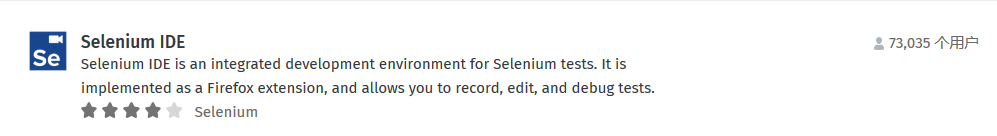 Se
Selenium IDE
73,035 个用户
Selenium IDE is an integrated development environment for Selenium tests. It is
implemented as a Firefox extension, and allows you to record, edit, and debug tests.
Selenium